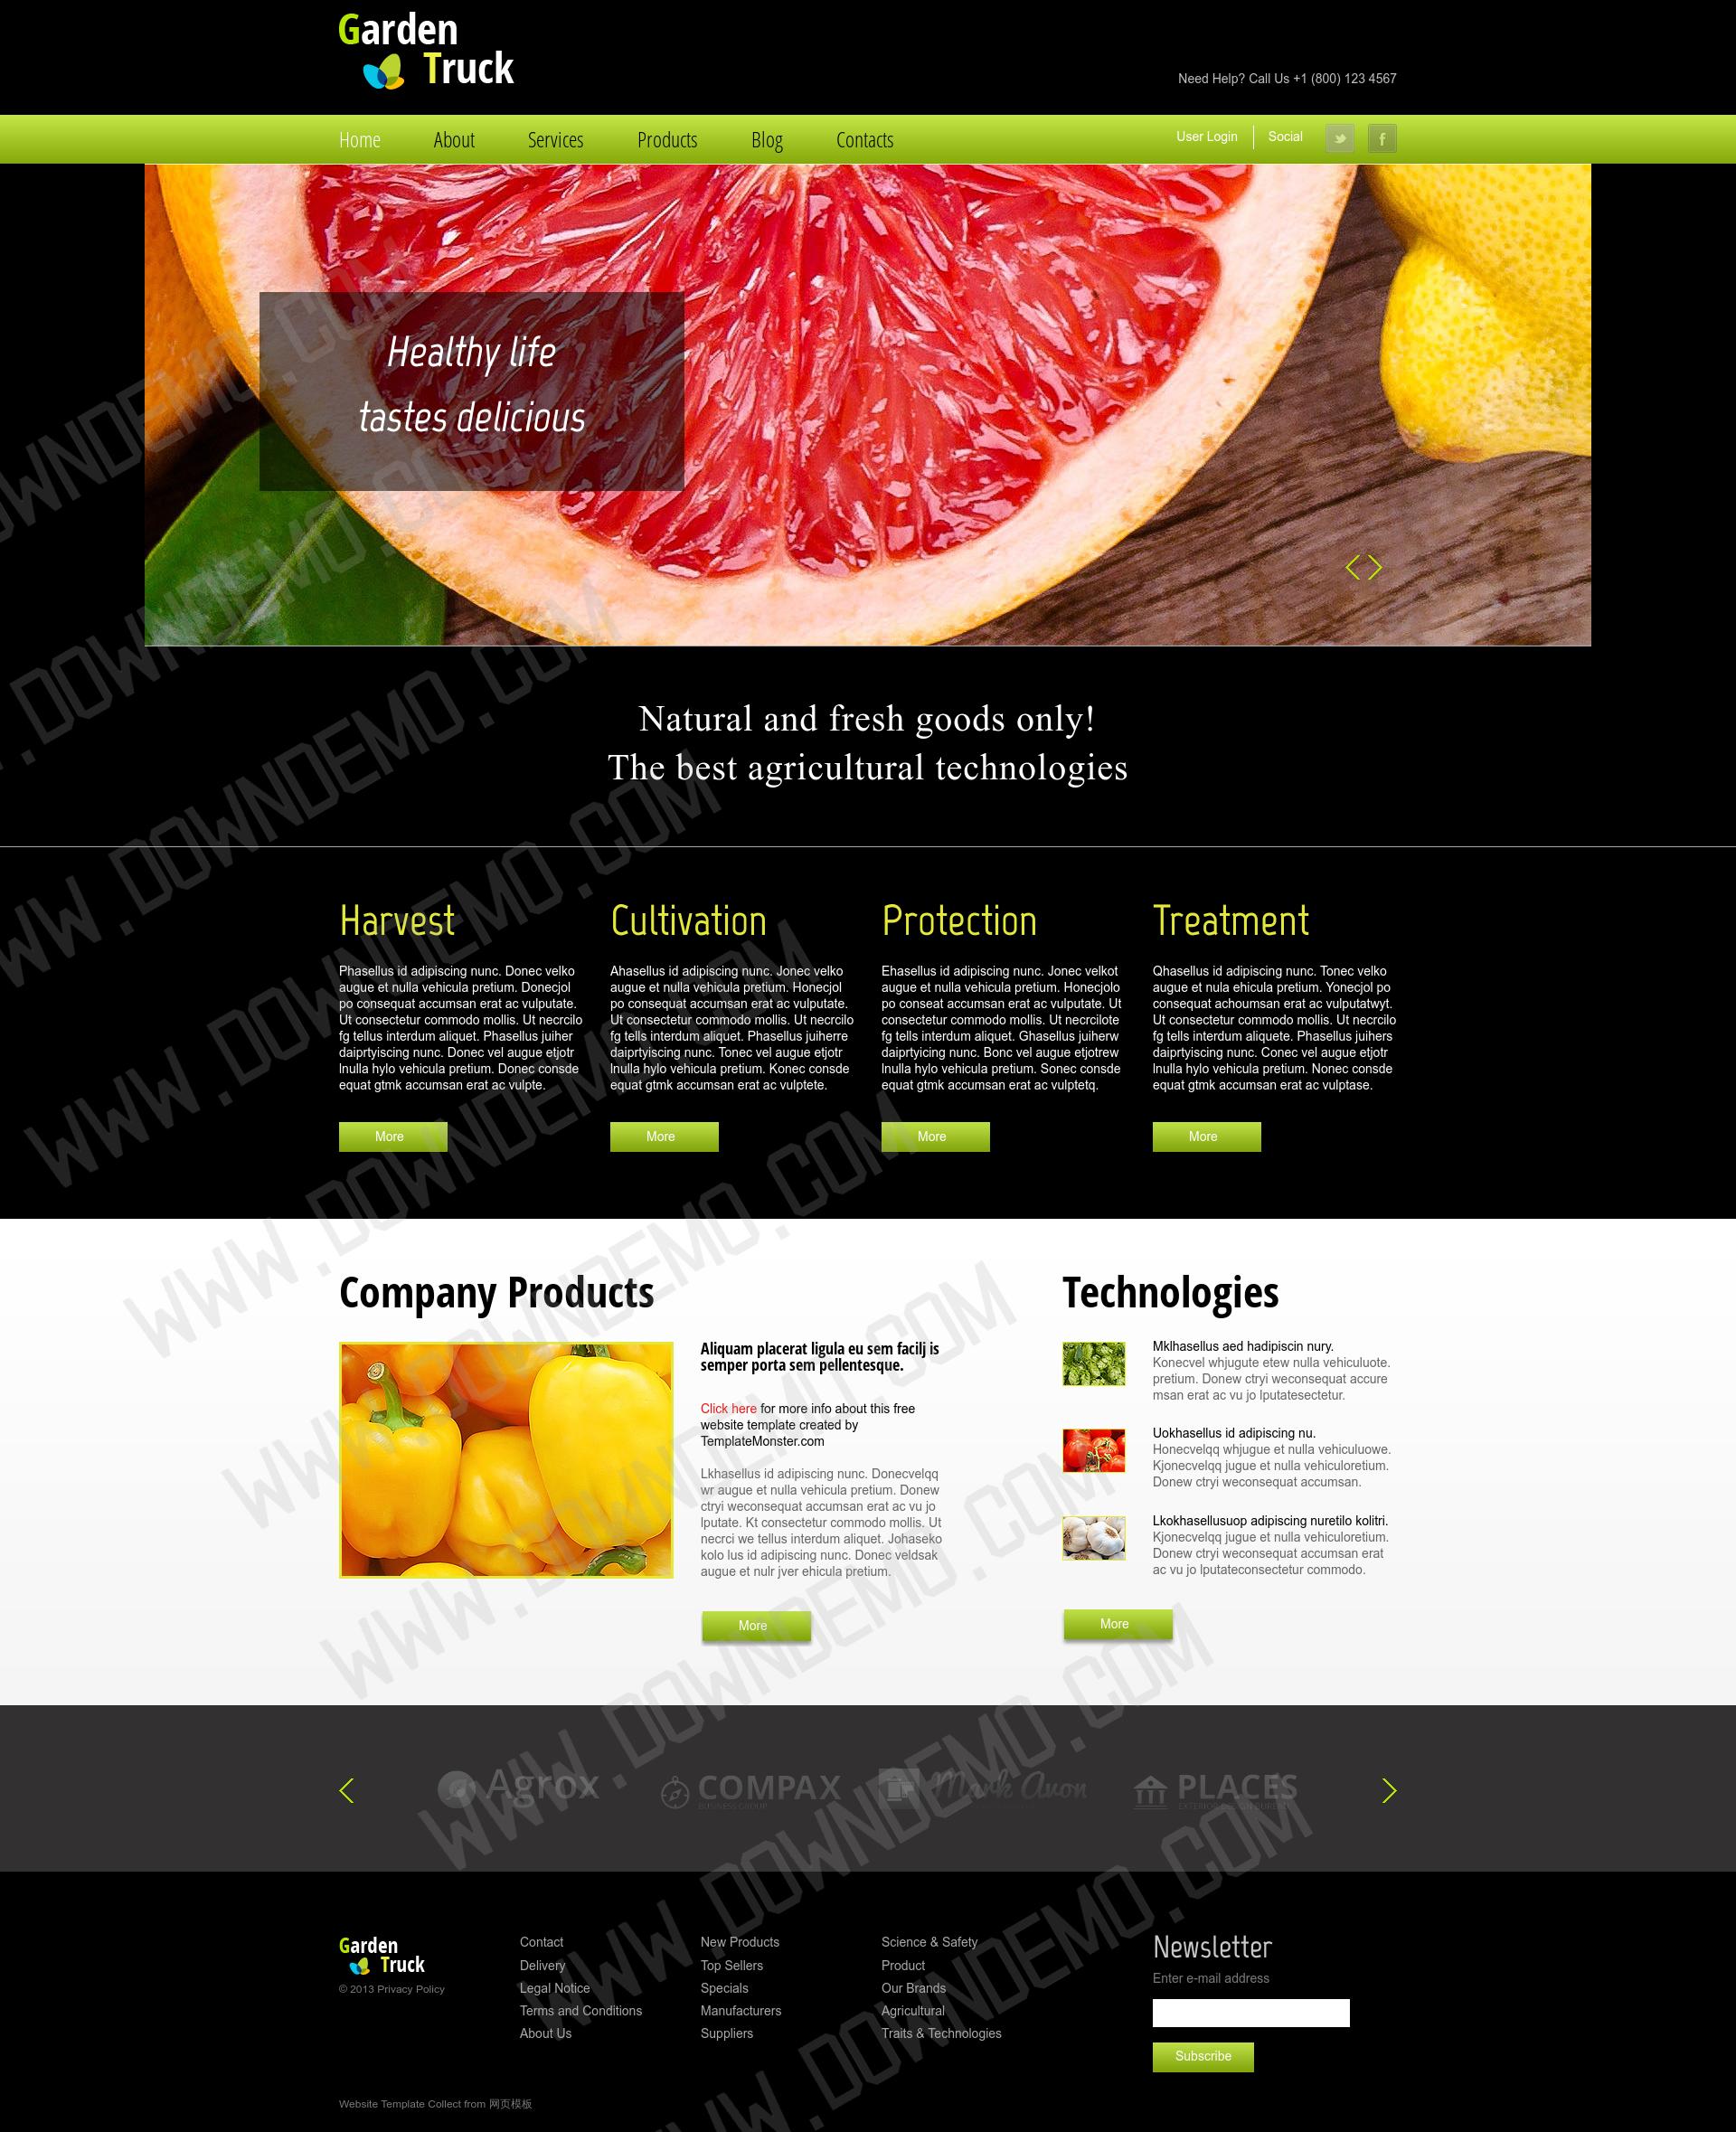 Garden
Truck
Need Help? Call Us +1 (800) 123 4567
Home About Services Products Blog Contacts User Login Social
Healthy life
tastes delicious
Natural and fresh goods only!
The best agricultural technologies
Harvest
Phasellus id adipiscing nunc. Donec velko
augue et nulla vehicula pretium. Donecjol
po consequat accumsan erat ac vulputate.
Ut consectetur commodo mollis. Ut necrcilo
fg tellus interdum aliquet. Phasellus juiher
daiprtyiscing nunc. Donec vel augue etjotr
lnulla hylo vehicula pretium. Donec consde
equat gtmk accumsan erat ac vulpte.
More
Cultivation
Ahasellus id adipiscing nunc. Jonec velko
augue et nulla vehicula pretium. Honecjol
po consequat accumsan erat ac vulputate.
Ut consectetur commodo mollis. Ut necrcilo
fg tells interdum aliquet. Phasellus juiherre
daiprtyiscing nunc. Tonec vel augue etjotr
lnulla hylo vehicula pretium. Konec consde
equat gtmk accumsan erat ac vulptete.
More
Protection
Ehasellus id adipiscing nunc. Jonec velkot
augue et nulla vehicula pretium. Honecjolo
po conseat accumsan erat ac vulputate. Ut
consectetur commodo mollis. Ut necrcilote
fg tells interdum aliquet. Ghasellus juiherw
daiprtyicing nunc. Bonc vel augue etjotrew
lnulla hylo vehicula pretium. Sonec consde
equat gtmk accumsan erat ac vulptetq.
More
Treatment
Qhasellus id adipiscing nunc. Tonec velko
augue et nula ehicula pretium. Yonecjol po
consequat achoumsan erat ac vulputatwyt.
Ut consectetur commodo mollis. Ut necrcilo
fg tells interdum aliquete. Phasellus juihers
daiprtyiscing nunc. Conec vel augue etjotr
lnulla hylo vehicula pretium. Nonec consde
equat gtmk accumsan erat ac vulptase.
More
Company Products
Aliquam placerat ligula eu sem facilj is
semper porta sem pellentesque.
Click here for more info about this free
website template created by
TemplateMonster.com
Lkhasellus id adipiscing nunc. Donecvelqq
wr augue et nulla vehicula pretium. Donew
ctryi weconsequat accumsan erat ac vu jo
lputate. Kt consectetur commodo mollis. Ut
necrci we tellus interdum aliquet. Johaseko
kolo lus id adipiscing nunc. Donec veldsak
augue et nulr jver ehicula pretium.
More
Technologies
Mklhasellus aed hadipiscin nury.
Konecvel whjugute etew nulla vehiculuote.
pretium. Donew ctryi weconsequat accure
msan erat ac vu jo lputatesectetur.
Uokhasellus id adipiscing nu.
Honecvelqq whjugue et nulla vehiculuowe.
Kjonecvelqq jugue et nulla vehiculoretium.
Donew ctryi weconsequat accumsan.
Lkokhasellusuop adipiscing nuretilo kolitri.
Kjonecvelqq jugue et nulla vehiculoretium.
Donew ctryi weconsequat accumsan erat
ac vu jo lputateconsectetur commodo.
More
Agrox
COMPAX
Mark Avon
PLACES
Garden
Truck
© 2013 Privacy Policy
Contact
Delivery
Legal Notice
Terms and Conditions
About Us
New Products
Top Sellers
Specials
Manufacturers
Suppliers
Science & Safety
Product
Our Brands
Agricultural
Traits & Technologies
Newsletter
Enter e-mail address
Subscribe
Website Template Collect from 网页模板
WWW.DOWNDEMO.COM